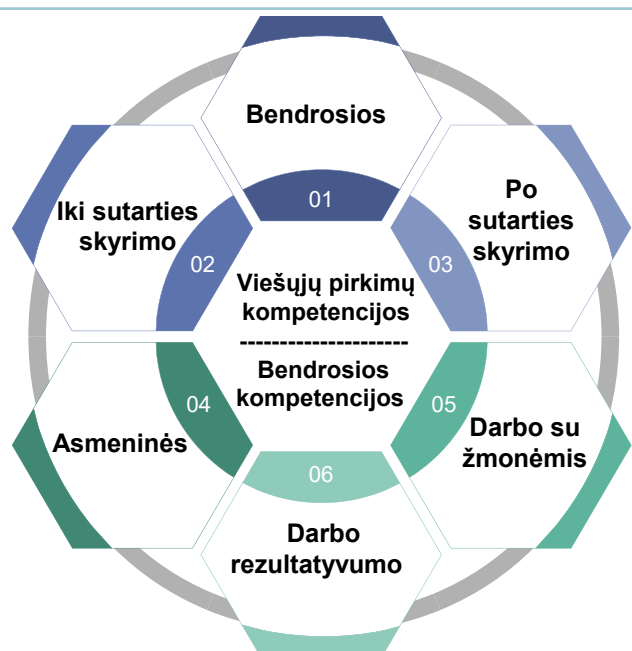 Bendrosios
01
Iki sutarties
skyrimo
02
Po
sutarties
skyrimo
03
Viešųjų pirkimų
kompetencijos
--------------------
Bendrosios
kompetencijos
04
Asmeninės
05
Darbo su
žmonėmis
06
Darbo
rezultatyvumo